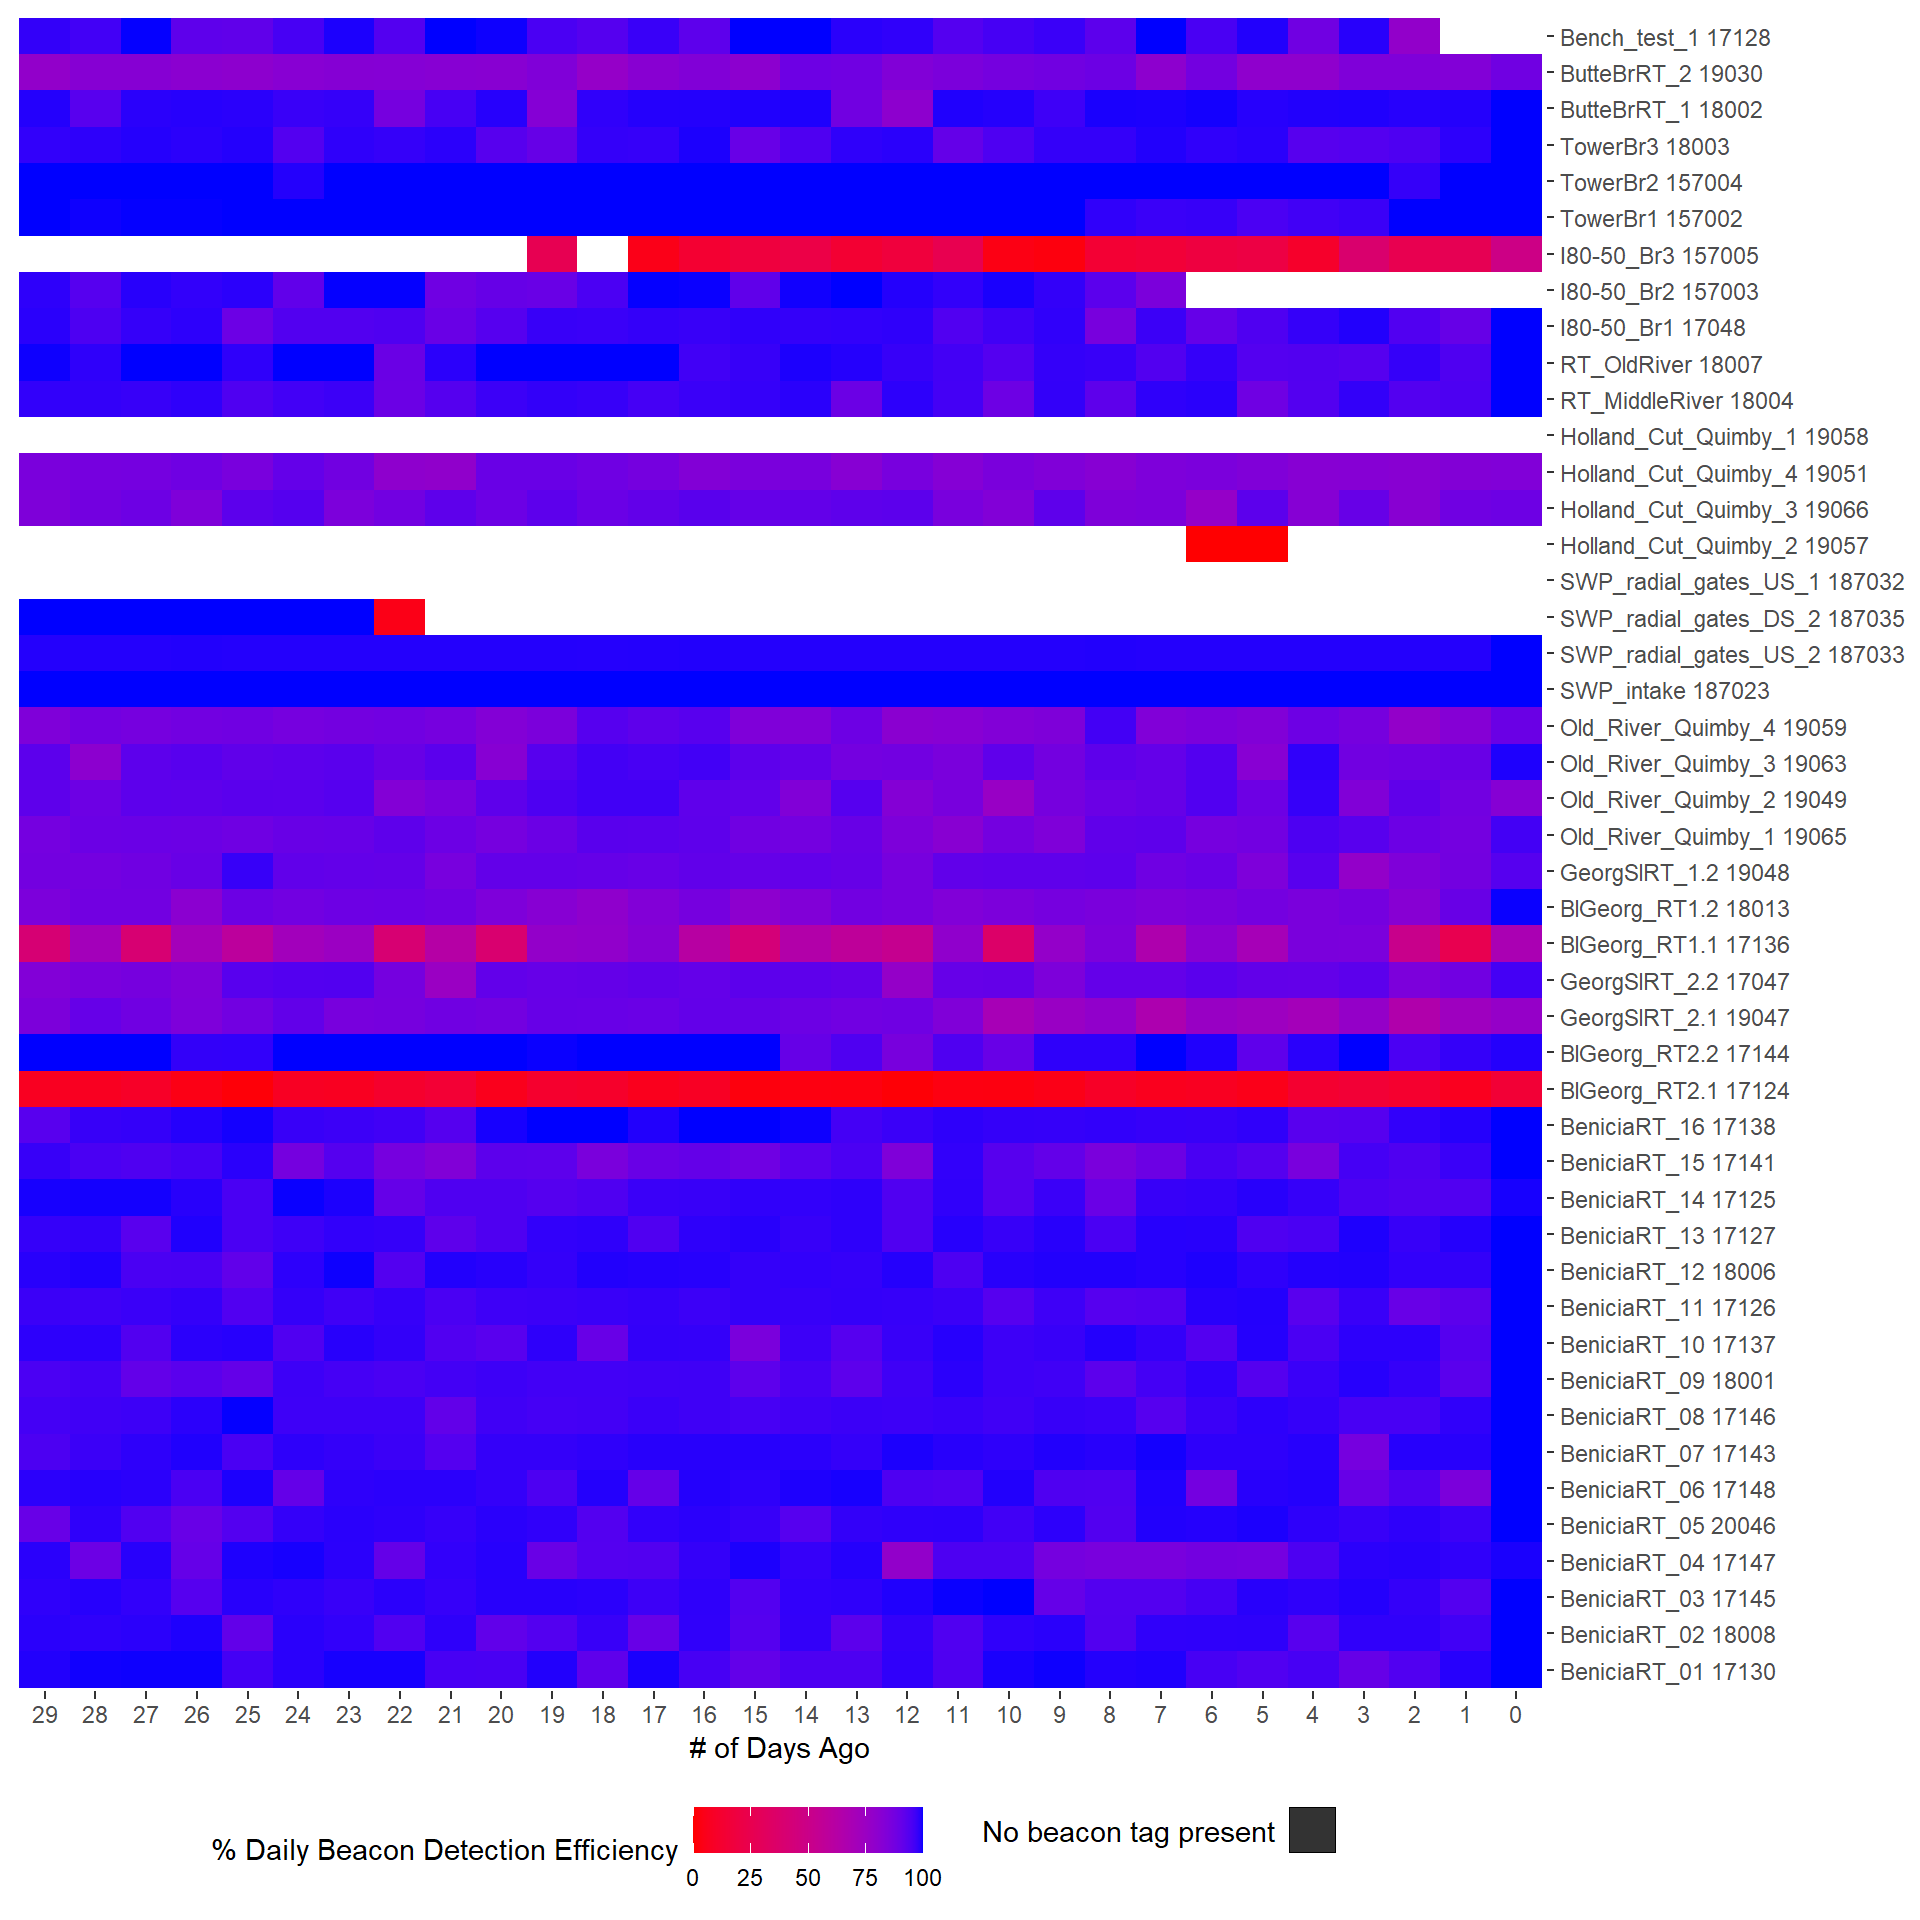 Bench_test_1 17128
ButteBrRT_2 19030
ButteBrRT_1 18002
TowerBr3 18003
TowerBr2 157004
TowerBr1 157002
I80-50_Br3 157005
I80-50_Br2 157003
I80-50_Br1 17048
RT_OldRiver 18007
RT_MiddleRiver 18004
Holland_Cut_Quimby_1 19058
Holland_Cut_Quimby_4 19051
Holland_Cut_Quimby_3 19066
Holland_Cut_Quimby_2 19057
SWP_radial_gates_US_1 187032
SWP_radial_gates_DS_2 187035
SWP_radial_gates_US_2 187033
SWP_intake 187023
Old_River_Quimby_4 19059
Old_River_Quimby_3 19063
Old_River_Quimby_2 19049
Old_River_Quimby_1 19065
GeorgSlRT_1.2 19048
BlGeorg_RT1.2 18013
BlGeorg_RT1.1 17136
GeorgSlRT_2.2 17047
GeorgSlRT_2.1 19047
BlGeorg_RT2.2 17144
BlGeorg_RT2.1 17124
BeniciaRT_16 17138
BeniciaRT_15 17141
BeniciaRT_14 17125
BeniciaRT_13 17127
BeniciaRT_12 18006
BeniciaRT_11 17126
BeniciaRT_10 17137
BeniciaRT_09 18001
BeniciaRT_08 17146
BeniciaRT_07 17143
BeniciaRT_06 17148
BeniciaRT_05 20046
BeniciaRT_04 17147
BeniciaRT_03 17145
BeniciaRT_02 18008
BeniciaRT_01 17130
29 28 27 26 25 24 23 22 21 20 19 18 17 16 15 14 13 12 11 10 9 8 7 6 5 4 3 2 1 0
# of Days Ago
% Daily Beacon Detection Efficiency
0 25 50 75 100
No beacon tag present